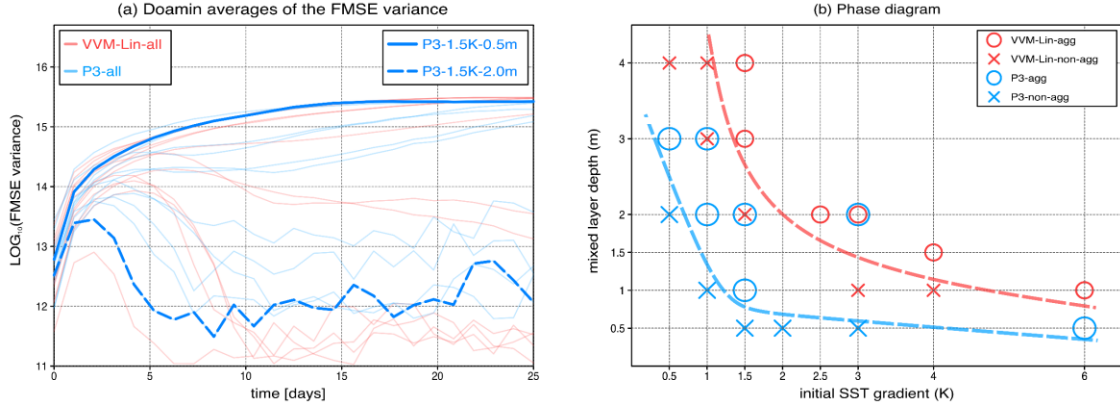 (a) Doamin averages of the FMSE variance
VVM-Lin-all
P3-all
P3-1.5K-0.5m
P3-1.5K-2.0m
LOG₁₀(FMSE variance)
16
15
14
13
12
11
0
5
10
15
20
25
time [days]
(b) Phase diagram
VVM-Lin-agg
VVM-Lin-non-agg
P3-agg
P3-non-agg
mixed layer depth (m)
4
3
2
1.5
1
0.5
0.5
1
1.5
2
2.5
3
4
6
initial SST gradient (K)